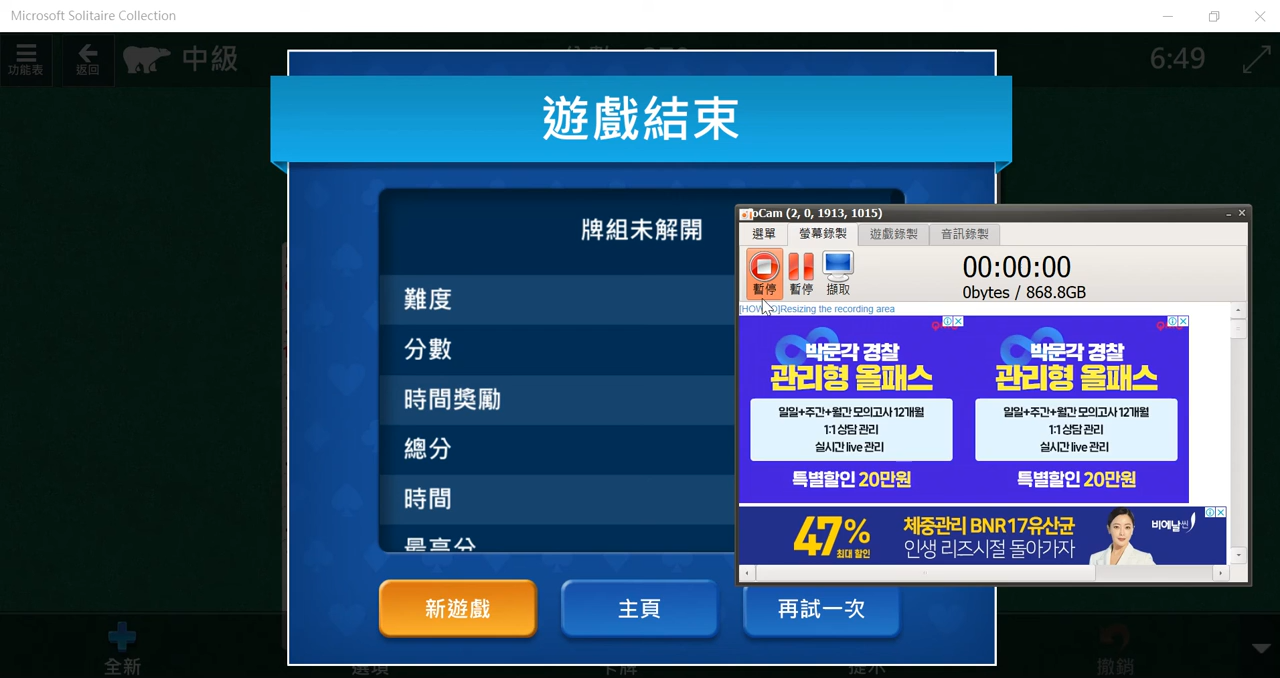 Microsoft Solitaire Collection
功能表
返回
中級
6:49
遊戲結束
牌組未解開
難度
分數
時間獎勵
總分
時間
最高分
新遊戲
主頁
再試一次
全新
選項
卡牌
提示
撤銷
Cam (2, 0, 1913, 1015)
選單
螢幕錄製
遊戲錄製
音訊錄製
暫停
暫停
擷取
00:00:00
0bytes / 868.8GB
Resizing the recording area
박문각 경찰
관리형 올패스
일일+주간+월간 모의고사 12개월
1:1 상담 관리
실시간 live 관리
특별할인 20만원
박문각 경찰
관리형 올패스
일일+주간+월간 모의고사 12개월
1:1 상담 관리
실시간 live 관리
특별할인 20만원
47%
최대 할인
체중관리 BNR17유산균
인생 리즈시절 돌아가자
비에날씬